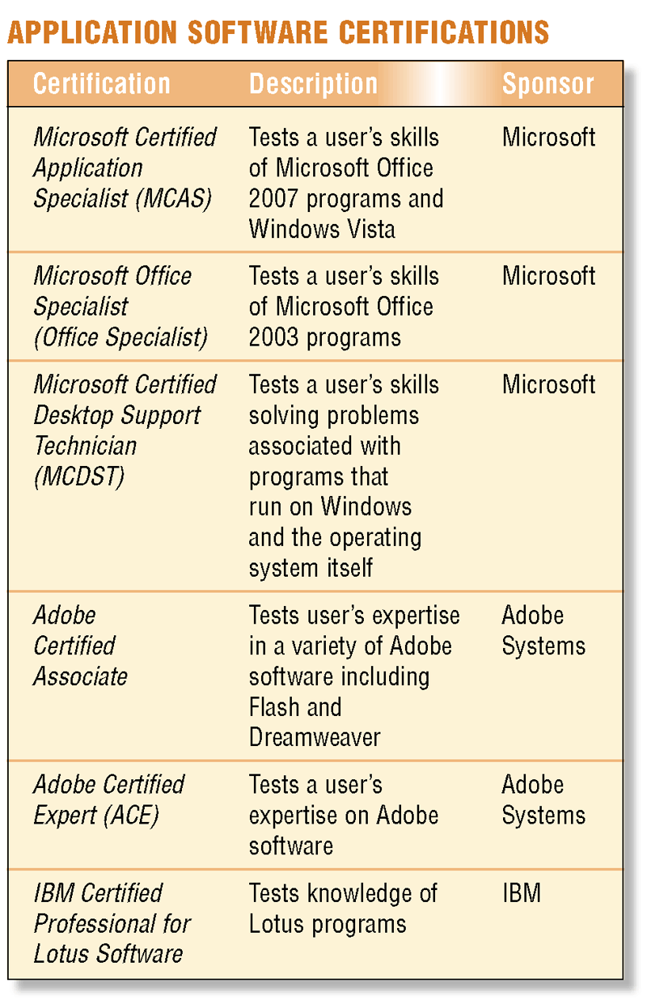 APPLICATION SOFTWARE CERTIFICATIONS
Certification Description Sponsor
Microsoft Certified Tests a user’s skills Microsoft
Application of Microsoft Office
Specialist (MCAS) 2007 programs and
Windows Vista
Microsoft Office Tests a user’s skills Microsoft
Specialist of Microsoft Office
(Office Specialist) 2003 programs
Microsoft Certified Tests a user’s skills Microsoft
Desktop Support solving problems
Technician associated with
(MCDST) programs that
run on Windows
and the operating
system itself
Adobe Tests user’s expertise Adobe
Certified in a variety of Adobe Systems
Associate software including
Flash and
Dreamweaver
Adobe Certified Tests a user’s Adobe
Expert (ACE) expertise on Adobe Systems
software
IBM Certified Tests knowledge of IBM
Professional for Lotus programs
Lotus Software